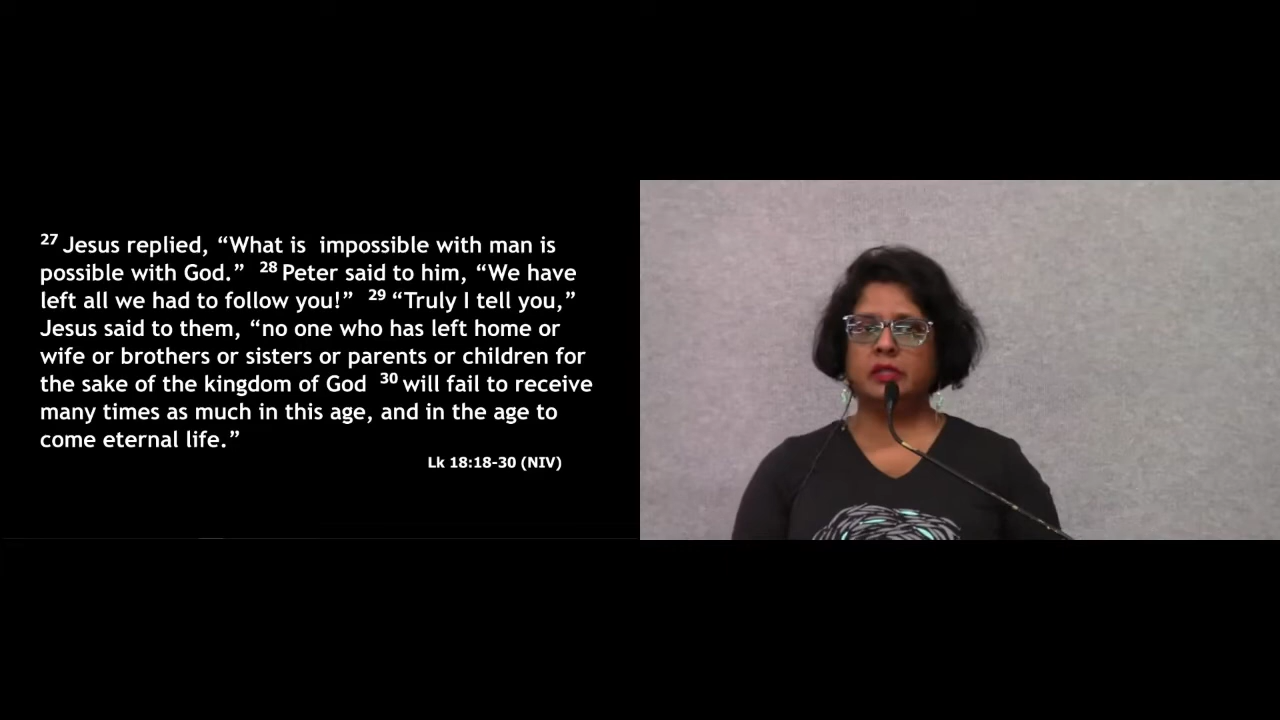 27 Jesus replied, “What is  impossible with man is
possible with God.”  28 Peter said to him, “We have
left all we had to follow you!”  29 “Truly I tell you,”
Jesus said to them, “no one who has left home or
wife or brothers or sisters or parents or children for
the sake of the kingdom of God  30 will fail to receive
many times as much in this age, and in the age to
come eternal life.”
Lk 18:18-30 (NIV)